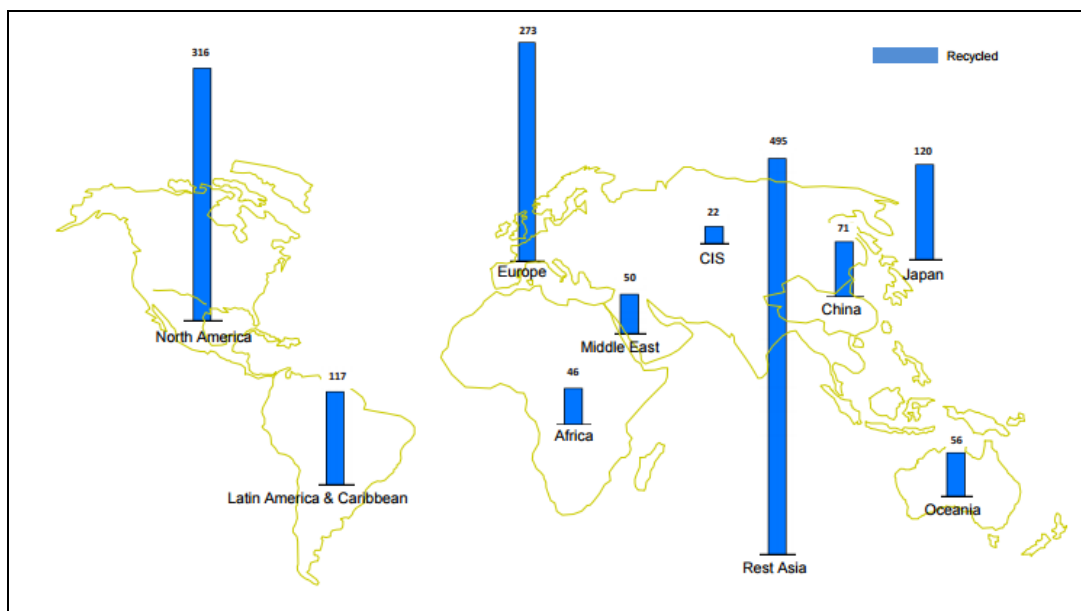 316
273
Recycled
495
120
22
CIS
71
Europe
50
Japan
China
North America
Middle East
117
46
Africa
56
Latin America & Caribbean
Oceania
Rest Asia